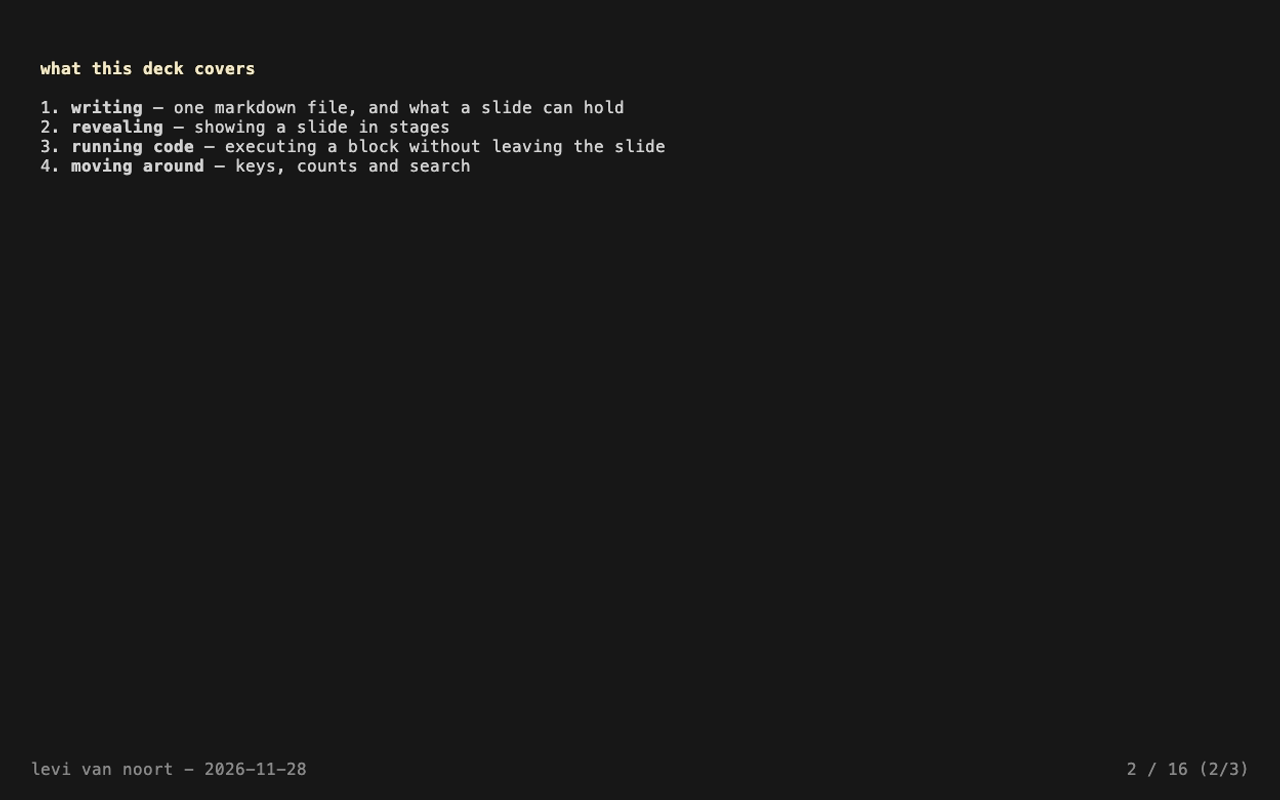 what this deck covers
1. writing — one markdown file, and what a slide can hold
2. revealing — showing a slide in stages
3. running code — executing a block without leaving the slide
4. moving around — keys, counts and search
levi van noort - 2026-11-28
2 / 16 (2/3)